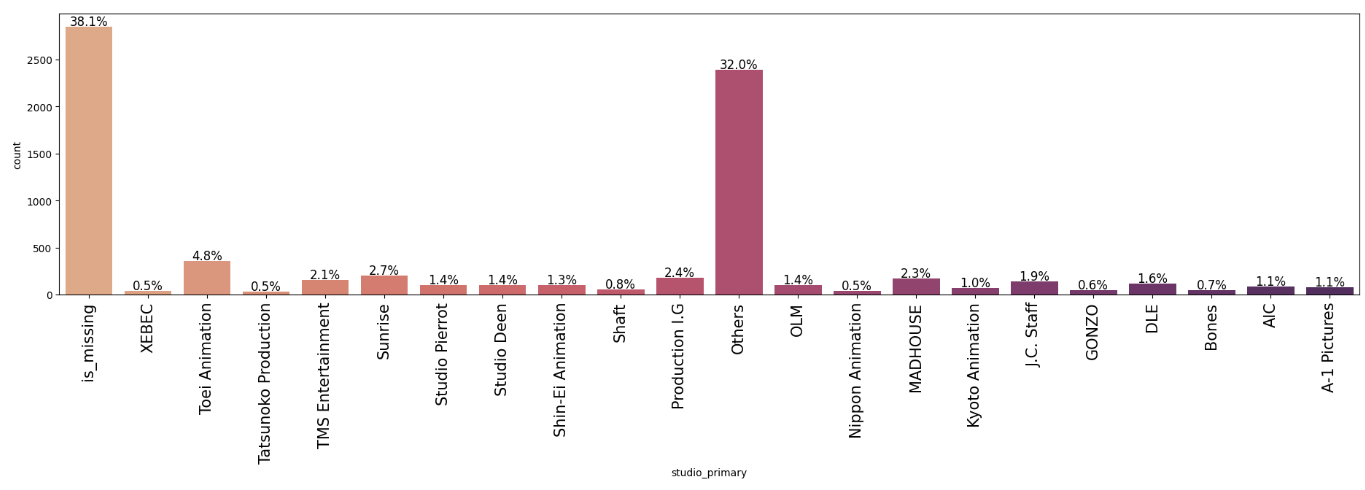 38.1%
0.5%
4.8%
0.5%
2.1%
2.7%
1.4%
1.4%
1.3%
0.8%
2.4%
32.0%
1.4%
0.5%
2.3%
1.0%
1.9%
0.6%
1.6%
0.7%
1.1%
1.1%
count
2500
2000
1500
1000
500
0
is_missing
XEBEC
Toei Animation
Tatsunoko Production
TMS Entertainment
Sunrise
Studio Pierrot
Studio Deen
Shin-Ei Animation
Shaft
Production I.G
Others
OLM
Nippon Animation
MADHOUSE
Kyoto Animation
J.C. Staff
GONZO
DLE
Bones
AIC
A-1 Pictures
studio_primary